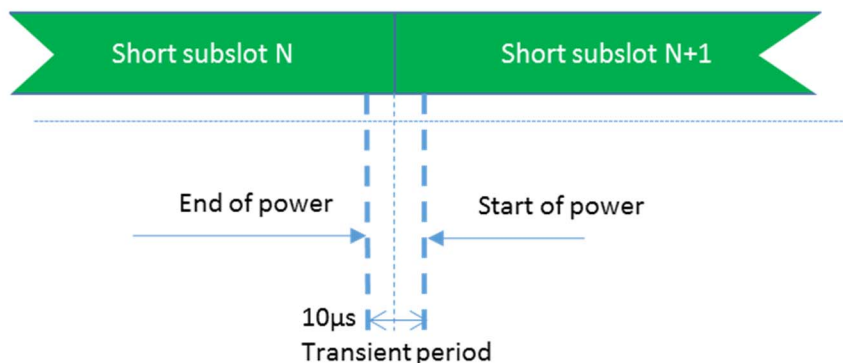 Short subslot N
Short subslot N+1
End of power
Start of power
10µs
Transient period